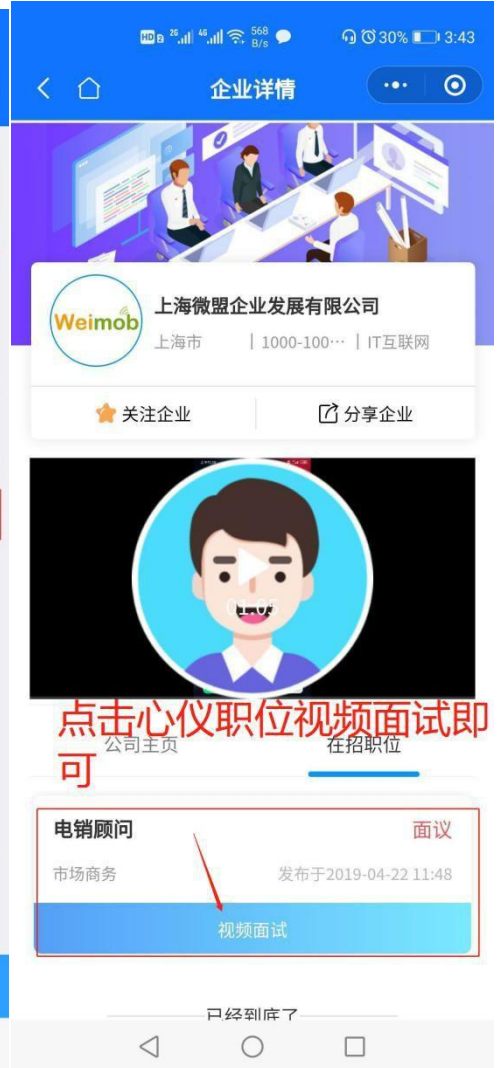 HD B 2G 4G 568 B/s 30% 3:43
企业详情
Weimob
上海微盟企业发展有限公司
上海市 | 1000-100… | IT互联网
关注企业 分享企业
01:05
点击心仪职位视频面试即
可
公司主页 在招职位
电销顾问 面议
市场商务 发布于2019-04-22 11:48
视频面试
已经到底了